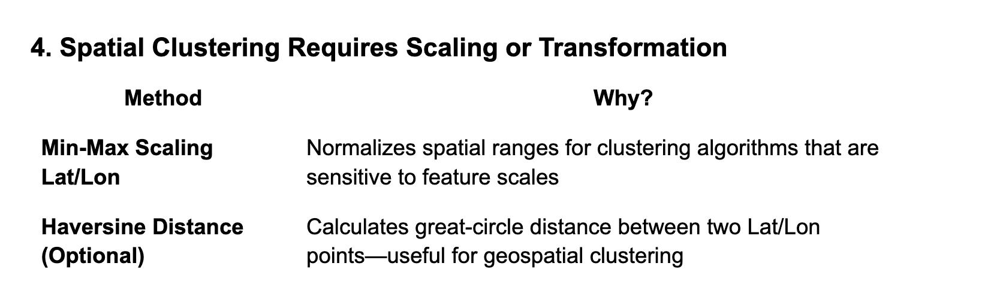 4. Spatial Clustering Requires Scaling or Transformation
Method Why?
Min-Max Scaling Normalizes spatial ranges for clustering algorithms that are
Lat/Lon sensitive to feature scales
Haversine Distance Calculates great-circle distance between two Lat/Lon
(Optional) points—useful for geospatial clustering